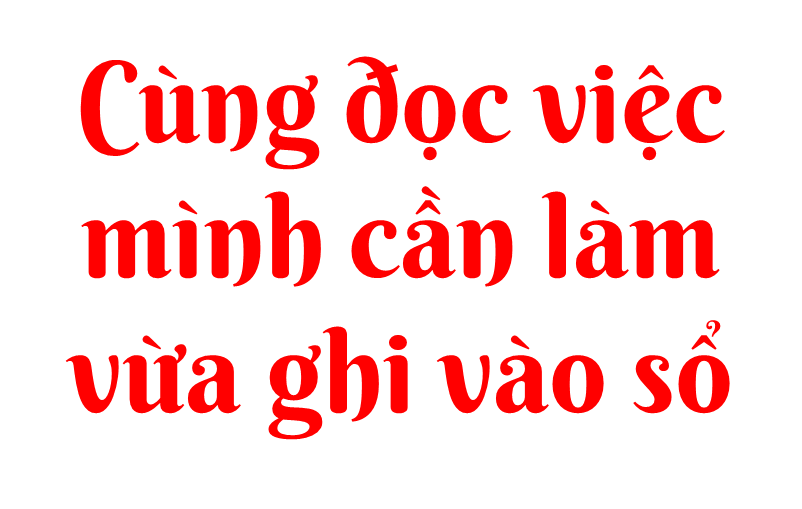 Cùng đọc việc
mình cần làm
vừa ghi vào sổ